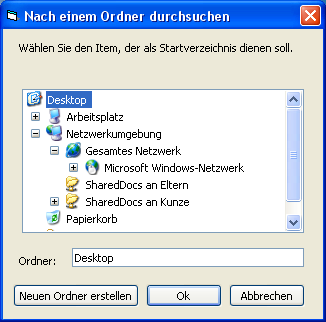 Nach einem Ordner durchsuchen
Wählen Sie den Item, der als Startverzeichnis dienen soll.
Desktop
Arbeitsplatz
Netzwerkumgebung
Gesamtes Netzwerk
Microsoft Windows-Netzwerk
SharedDocs an Eltern
SharedDocs an Kunze
Papierkorb
Ordner: Desktop
Neuen Ordner erstellen Ok Abbrechen